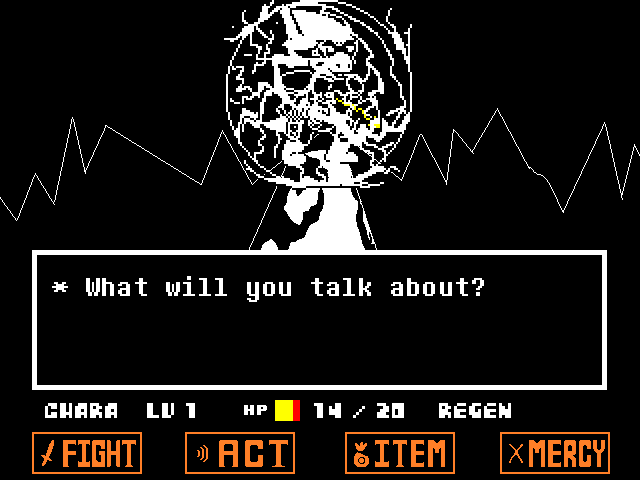 * What will you talk about?
CHARA LV 1 HP 14 / 20 REGEN
FIGHT ACT ITEM MERCY